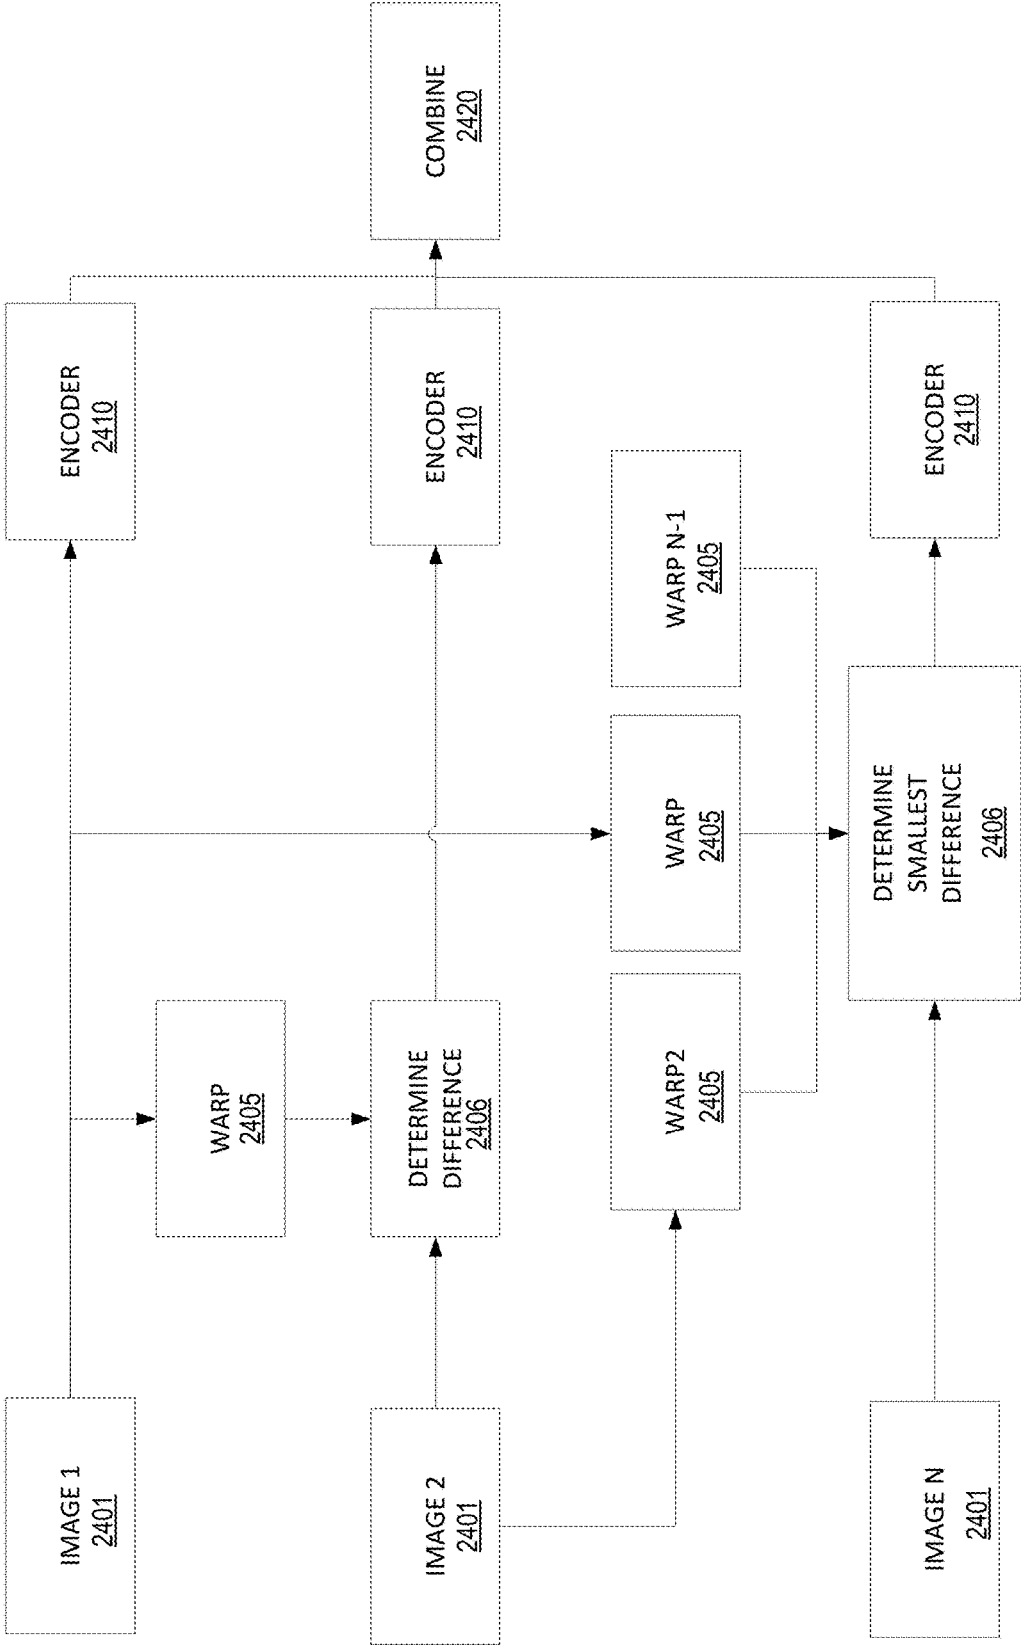 IMAGE 1
2401
WARP
2405
ENCODER
2410
IMAGE 2
2401
DETERMINE
DIFFERENCE
2406
ENCODER
2410
COMBINE
2420
WARP2
2405
WARP
2405
WARP N-1
2405
IMAGE N
2401
DETERMINE
SMALLEST
DIFFERENCE
2406
ENCODER
2410